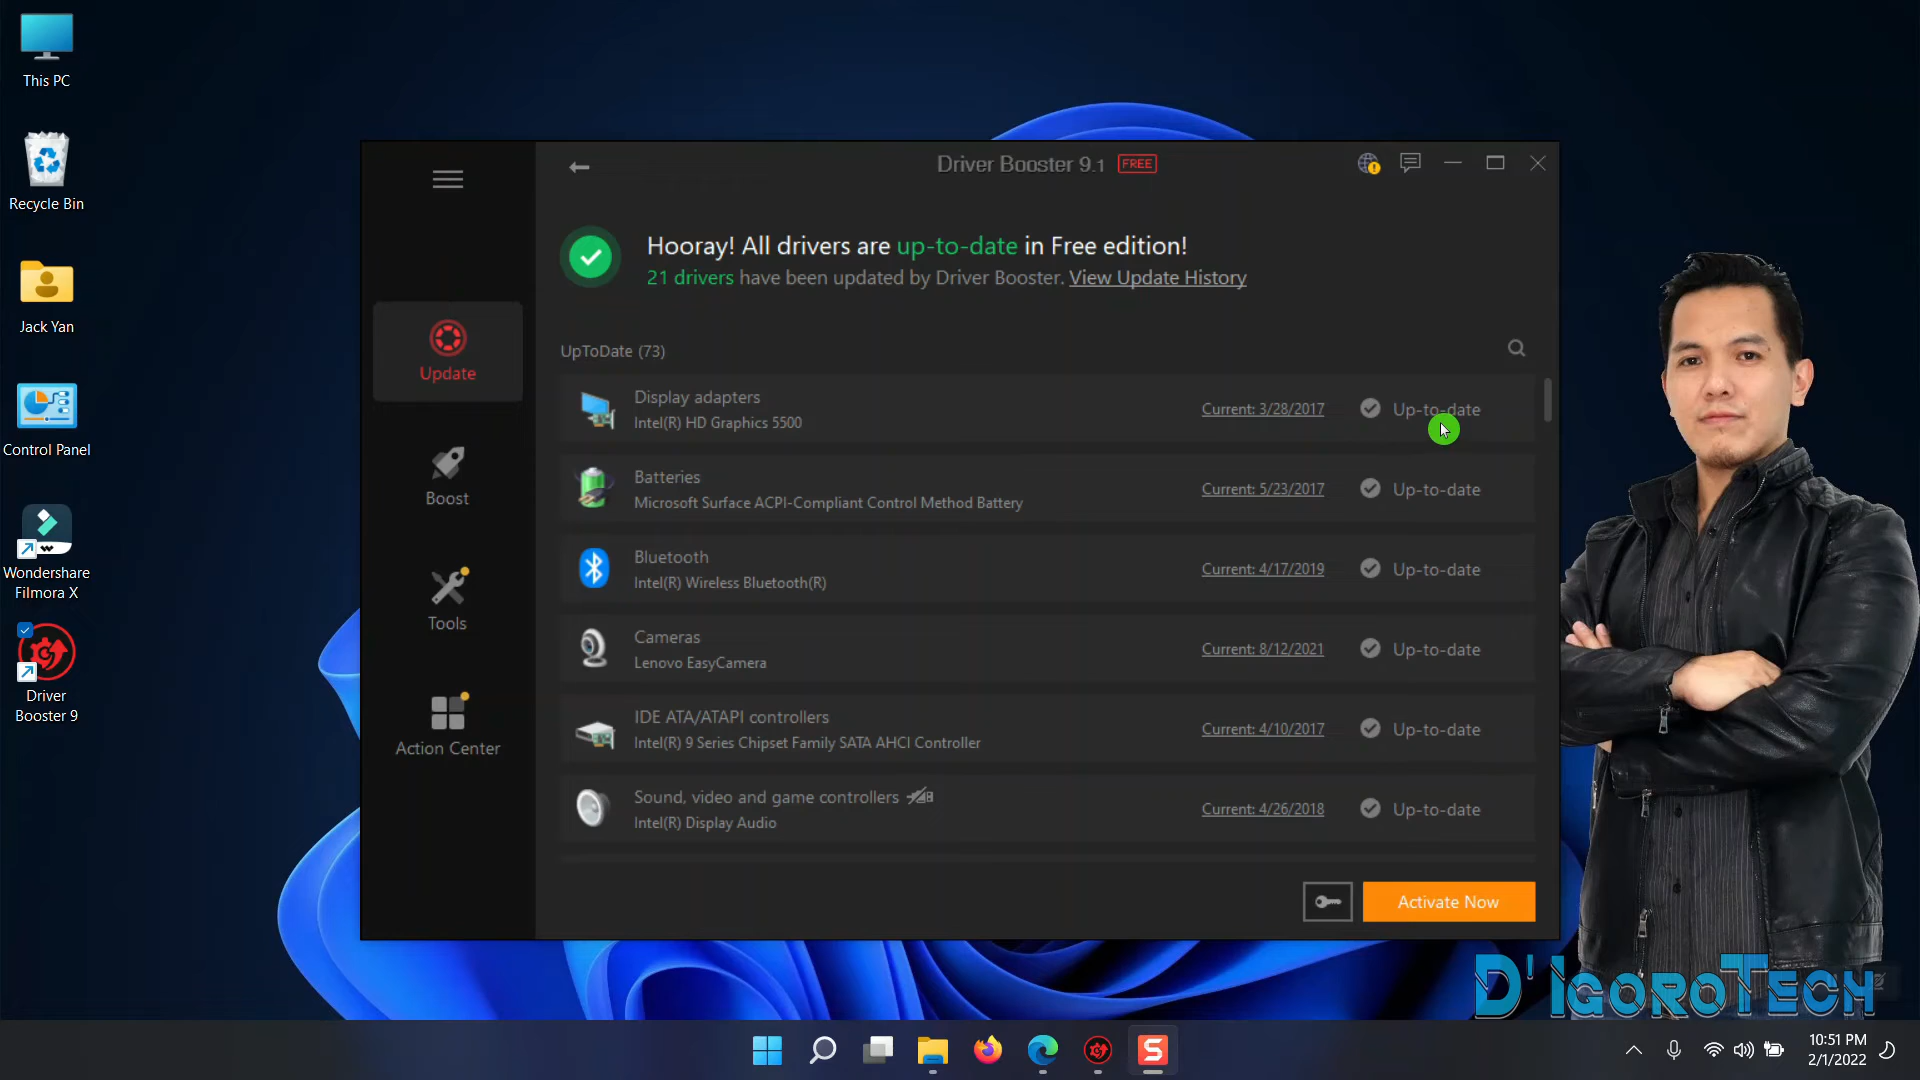 This PC
Recycle Bin
Jack Yan
Control Panel
Wondershare
Filmora X
Driver
Booster 9
Driver Booster 9.1 FREE
Hooray! All drivers are up-to-date in Free edition!
21 drivers have been updated by Driver Booster. View Update History
Update
Boost
Tools
Action Center
UpToDate (73)
Display adapters
Intel(R) HD Graphics 5500
Current: 3/28/2017
Up-to-date
Batteries
Microsoft Surface ACPI-Compliant Control Method Battery
Current: 5/23/2017
Up-to-date
Bluetooth
Intel(R) Wireless Bluetooth(R)
Current: 4/17/2019
Up-to-date
Cameras
Lenovo EasyCamera
Current: 8/12/2021
Up-to-date
IDE ATA/ATAPI controllers
Intel(R) 9 Series Chipset Family SATA AHCI Controller
Current: 4/10/2017
Up-to-date
Sound, video and game controllers
Intel(R) Display Audio
Current: 4/26/2018
Up-to-date
Activate Now
D'IGOROTECH
S
10:51 PM
2/1/2022